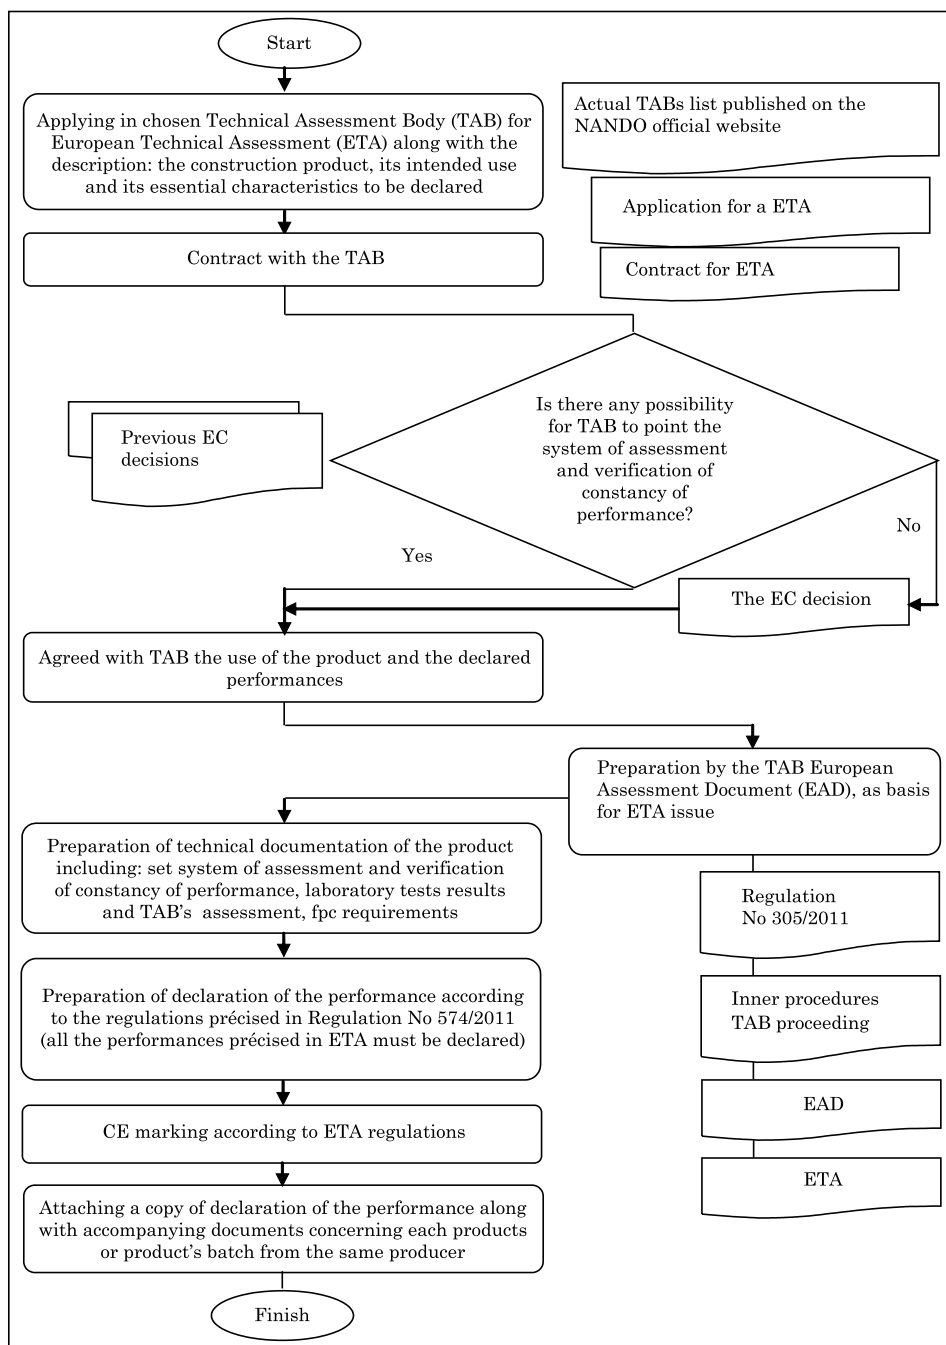 Start
Applying in chosen Technical Assessment Body (TAB) for
European Technical Assessment (ETA) along with the
description: the construction product, its intended use
and its essential characteristics to be declared
Actual TABs list published on the
NANDO official website
Application for a ETA
Contract with the TAB
Contract for ETA
Is there any possibility
for TAB to point the
system of assessment
and verification of
constancy of
performance?
Previous EC
decisions
No
Yes
The EC decision
Agreed with TAB the use of the product and the declared
performances
Preparation by the TAB European
Assessment Document (EAD), as basis
for ETA issue
Preparation of technical documentation of the product
including: set system of assessment and verification
of constancy of performance, laboratory tests results
and TAB's assessment, fpc requirements
Regulation
No 305/2011
Preparation of declaration of the performance according
to the regulations précised in Regulation No 574/2011
(all the performances précised in ETA must be declared)
Inner procedures
TAB proceeding
EAD
CE marking according to ETA regulations
ETA
Attaching a copy of declaration of the performance along
with accompanying documents concerning each products
or product's batch from the same producer
Finish